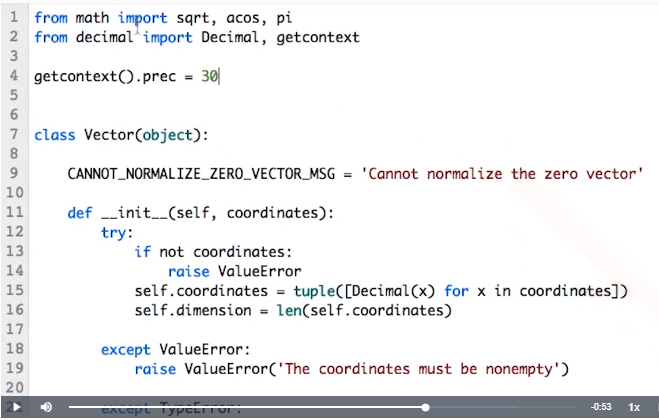 1 from math import sqrt, acos, pi
2 from decimal import Decimal, getcontext
3
4 getcontext().prec = 30
5
6
7 class Vector(object):
8
9 CANNOT_NORMALIZE_ZERO_VECTOR_MSG = 'Cannot normalize the zero vector'
10
11 def __init__(self, coordinates):
12 try:
13 if not coordinates:
14 raise ValueError
15 self.coordinates = tuple([Decimal(x) for x in coordinates])
16 self.dimension = len(self.coordinates)
17
18 except ValueError:
19 raise ValueError('The coordinates must be nonempty')
20
except TypeError:
-0:53 1x